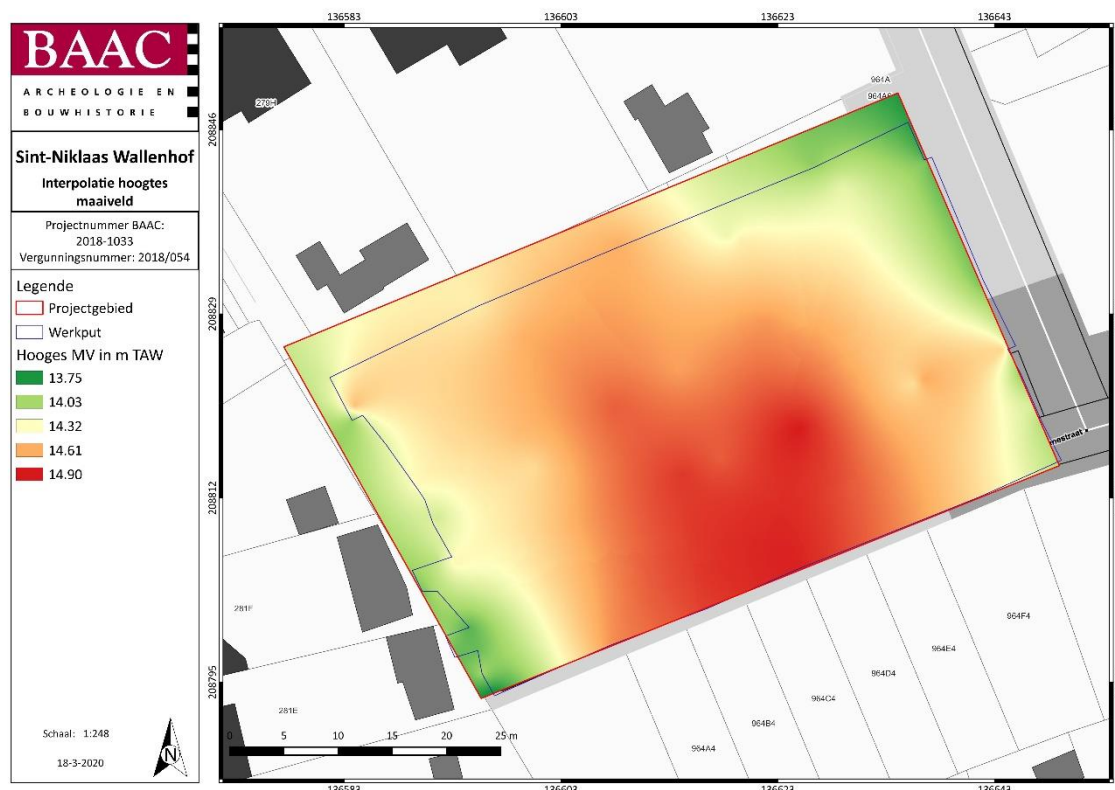 BAAC
ARCHEOLOGIE EN
BOUWHISTORIE
Sint-Niklaas Wallenhof
Interpolatie hoogtes
maaiveld
Projectnummer BAAC:
2018-1033
Vergunningsnummer: 2018/054
Legende
Projectgebied
Werkput
Hooges MV in m TAW
13.75
14.03
14.32
14.61
14.90
Schaal: 1:248
18-3-2020
N
136583 136603 136623 136643
208846
208829
208812
208795
964A
281E
964F4
964E4
964D4
964C4
964B4
964A4
0 5 10 15 20 25 m
136583 136603 136623 136643